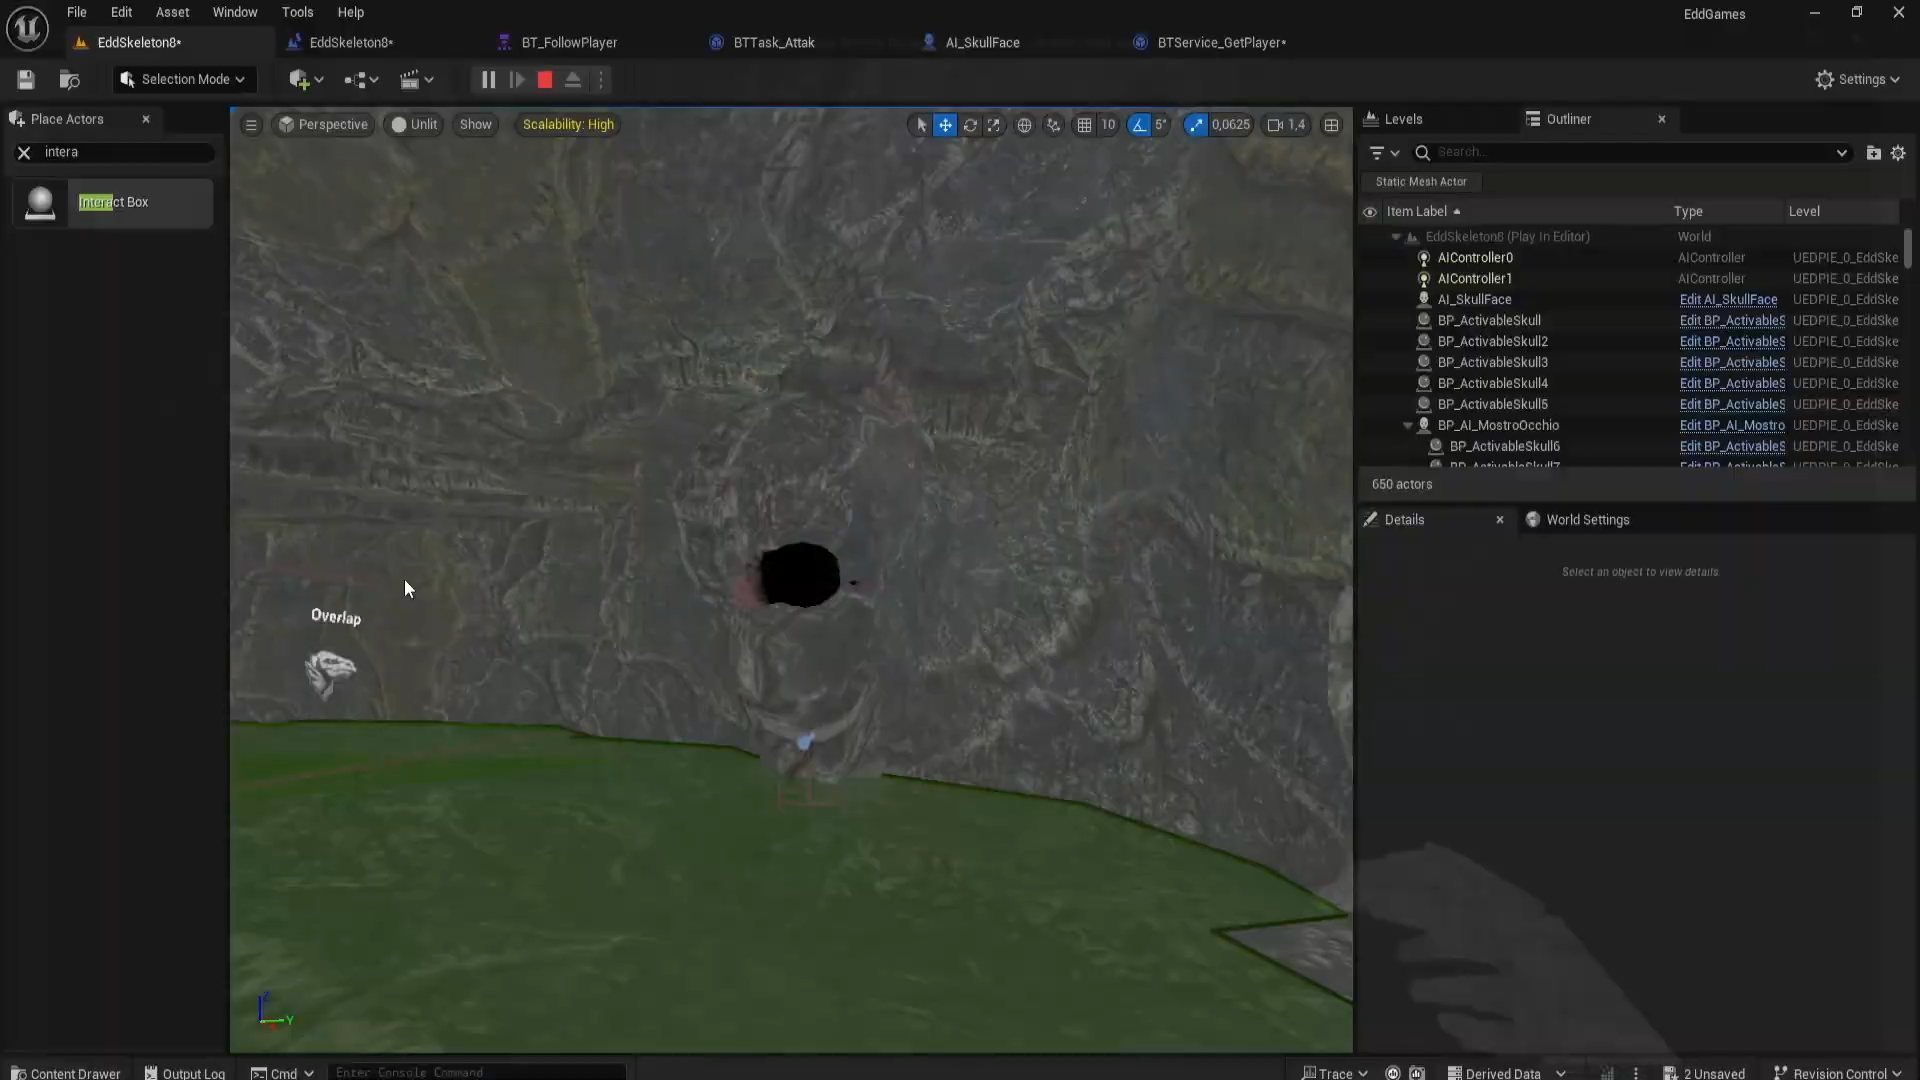 File Edit Asset Window Tools Help
EddGames
EddSkeleton8*
EddSkeleton8*
BT_FollowPlayer
BTTask_Attak
AI_SkullFace
BTService_GetPlayer*
Selection Mode
Settings
Place Actors
intera
Interact Box
Perspective
Unlit
Show
Scalability: High
10
5°
0,0625
1,4
Overlap
Z
Y
Levels
Outliner
Search...
Static Mesh Actor
Item Label Type Level
EddSkeleton8 (Play In Editor) World
AIController0 AIController UEDPIE_0_EddSke
AIController1 AIController UEDPIE_0_EddSke
AI_SkullFace Edit AI_SkullFace UEDPIE_0_EddSke
BP_ActivableSkull Edit BP_ActivableS UEDPIE_0_EddSke
BP_ActivableSkull2 Edit BP_ActivableS UEDPIE_0_EddSke
BP_ActivableSkull3 Edit BP_ActivableS UEDPIE_0_EddSke
BP_ActivableSkull4 Edit BP_ActivableS UEDPIE_0_EddSke
BP_ActivableSkull5 Edit BP_ActivableS UEDPIE_0_EddSke
BP_AI_MostroOcchio Edit BP_AI_Mostro UEDPIE_0_EddSke
BP_ActivableSkull6 Edit BP_ActivableS UEDPIE_0_EddSke
BP_ActivableSkull7 Edit BP_ActivableS UEDPIE_0_EddSke
650 actors
Details
World Settings
Select an object to view details.
Content Drawer
Output Log
Cmd
Enter Console Command
Trace
Derived Data
2 Unsaved
Revision Control